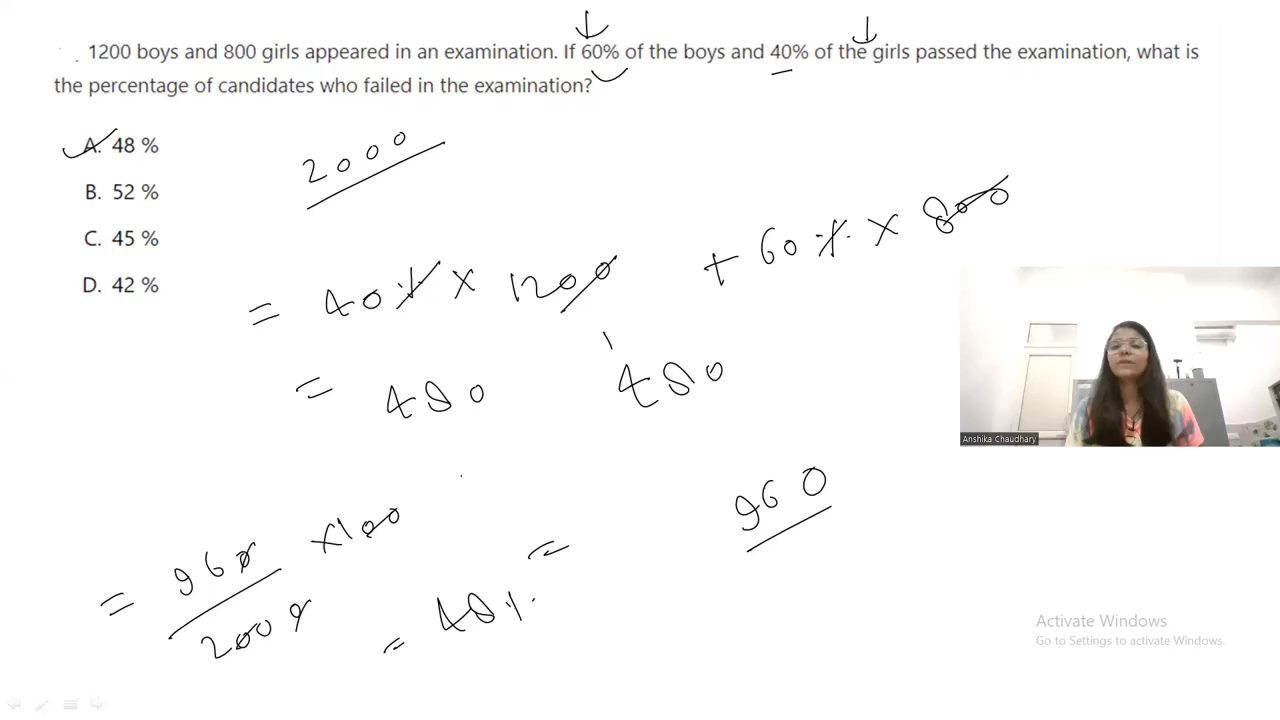 1200 boys and 800 girls appeared in an examination. If 60% of the boys and 40% of the girls passed the examination, what is
the percentage of candidates who failed in the examination?
A. 48 %
B. 52 %
C. 45 %
D. 42 %
2000
= 40% × 1200 + 60% × 800
= 480 480
= 960
= 960/2000 ×100 = 48%
Anshika Chaudhary
Activate Windows
Go to Settings to activate Windows.